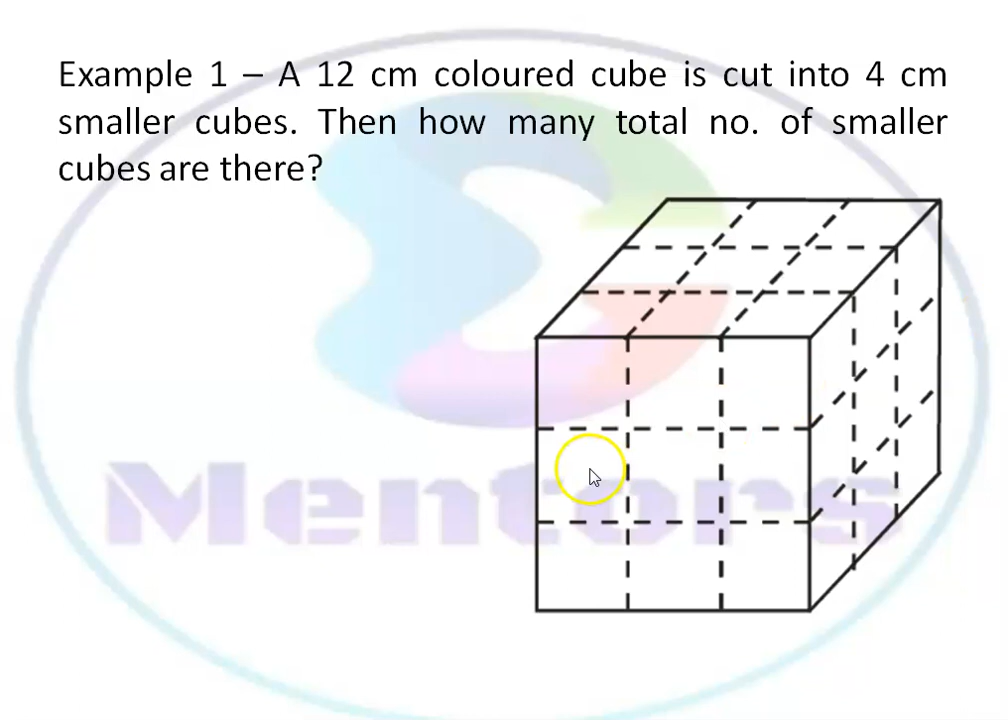 Example 1 – A 12 cm coloured cube is cut into 4 cm
smaller cubes. Then how many total no. of smaller
cubes are there?
Mentors